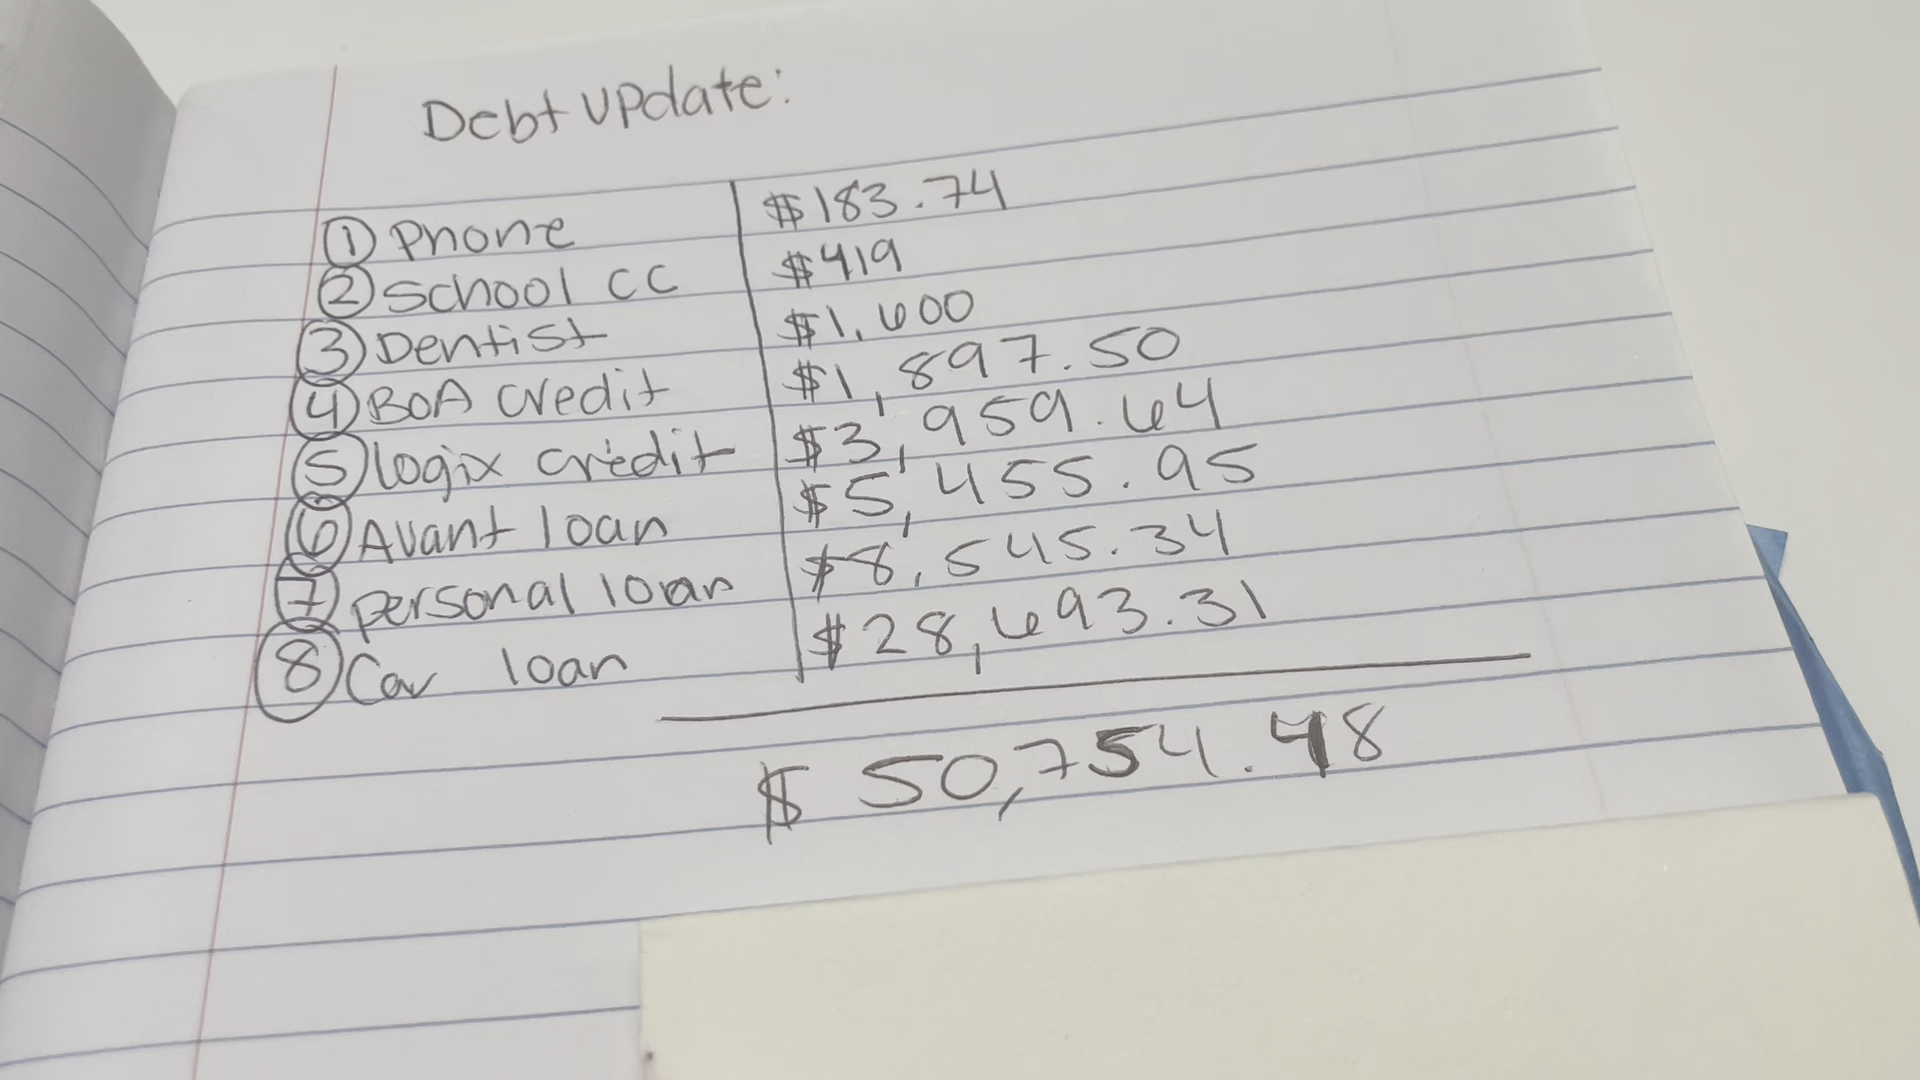 Debt update:
① Phone $183.74
② School CC $419
③ Dentist $1,600
④ BOA credit $1,897.50
⑤ logix credit $3,959.64
⑥ Avant loan $5,455.95
⑦ personal loan $8,545.34
⑧ Car loan $28,693.31
$50,754.48